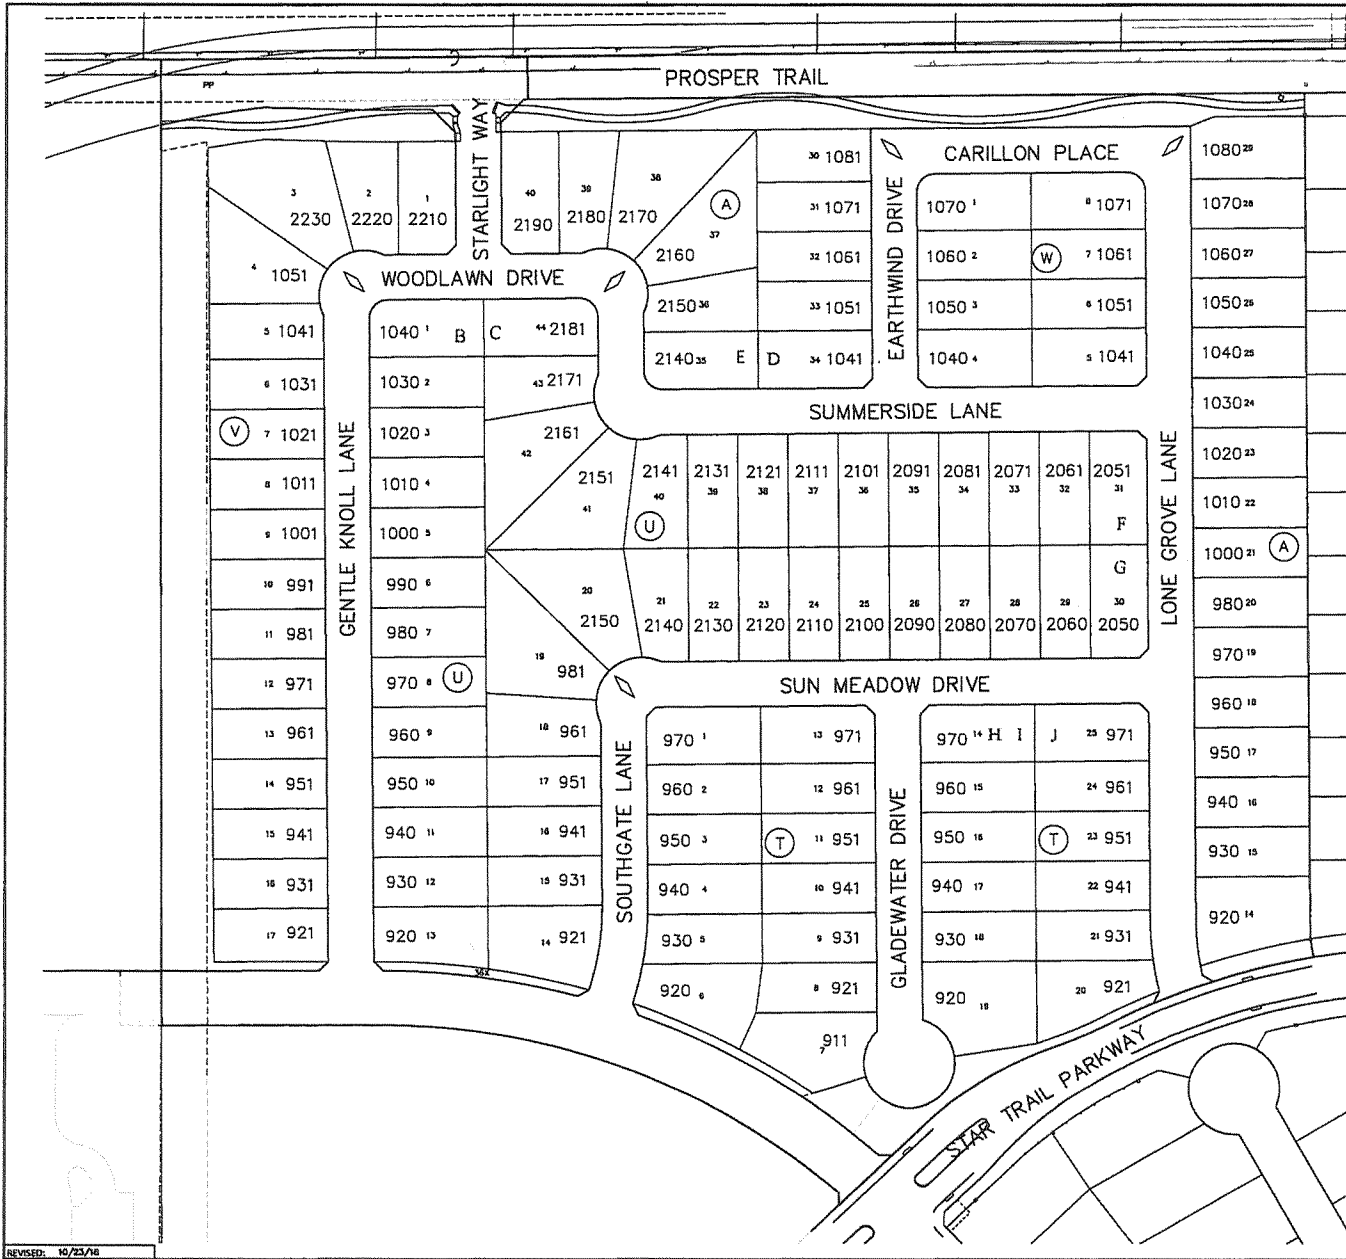 PROSPER TRAIL
PP
STARLIGHT WAY
CARILLON PLACE
EARTHWIND DRIVE
WOODLAWN DRIVE
SUMMERSIDE LANE
GENTLE KNOLL LANE
LONE GROVE LANE
SUN MEADOW DRIVE
SOUTHGATE LANE
GLADEWATER DRIVE
STAR TRAIL PARKWAY
3 2230
2 2220
1 2210
40 2190
39 2180
38 2170
37 2160
A
2150 36
2140 35 E D 34 1041
30 1081
31 1071
32 1061
33 1051
1070 1 8 1071
1060 2 W 7 1061
1050 3 6 1051
1040 4 5 1041
1080 29
1070 28
1060 27
1050 26
1040 25
1030 24
1020 23
1010 22
1000 21 A
980 20
970 19
960 18
950 17
940 16
930 15
920 14
4 1051
5 1041
6 1031
V 7 1021
8 1011
9 1001
10 991
11 981
12 971
13 961
14 951
15 941
16 931
17 921
1040 1 B C 44 2181
1030 2 43 2171
1020 3 42 2161
1010 4 41 2151
1000 5
990 6
980 7
970 8 U
960 9
950 10
940 11
930 12
920 13
20 2150
19 981
18 961
17 951
16 941
15 931
14 921
36X
2141 2131 2121 2111 2101 2091 2081 2071 2061 2051
40 39 38 37 36 35 34 33 32 31
U F
G
21 22 23 24 25 26 27 28 29 30
2140 2130 2120 2110 2100 2090 2080 2070 2060 2050
970 1 13 971
960 2 12 961
950 3 T 11 951
940 4 10 941
930 5 9 931
920 6 8 921
7 911
970 14 H I J 25 971
960 15 24 961
950 16 T 23 951
940 17 22 941
930 18 21 931
920 19 20 921
REVISED: 10/23/18